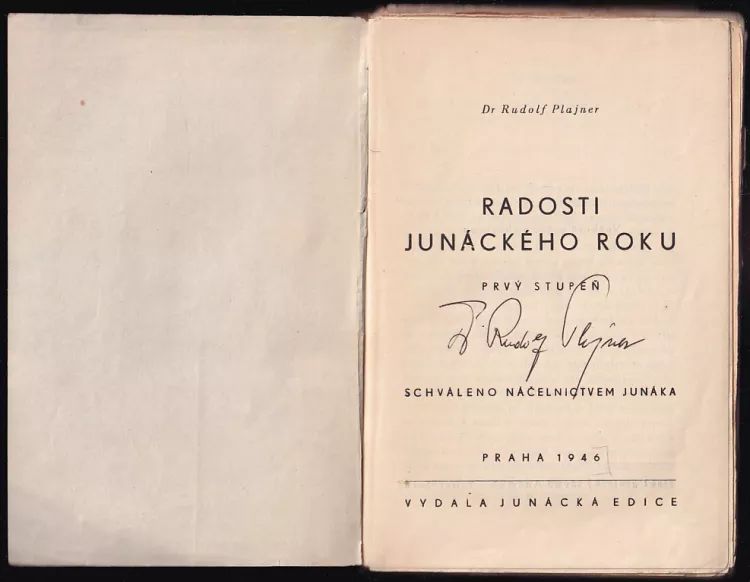 Dr Rudolf Plajner
RADOSTI
JUNÁCKÉHO ROKU
PRVÝ STUPEŇ
Dr. Rudolf Plajner
SCHVÁLENO NÁČELNICTVEM JUNÁKA
PRAHA 1946
VYDALA JUNÁCKÁ EDICE